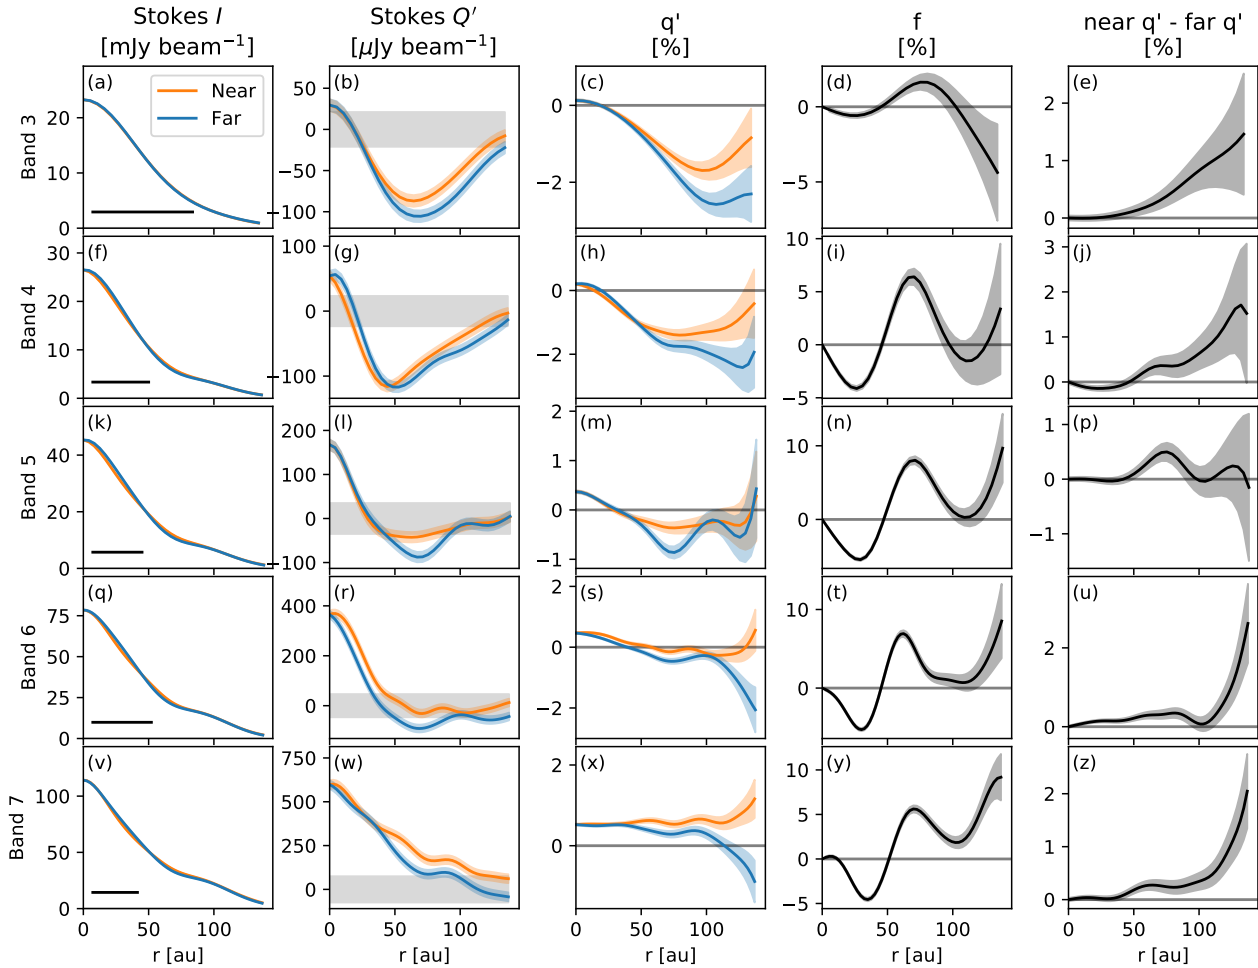 Stokes I
[mJy beam⁻¹]
Stokes Q′
[μJy beam⁻¹]
q'
[%]
f
[%]
near q' - far q'
[%]
Band 3
(a)
Near
Far
20
10
0
(b)
50
0
−50
−100
(c)
0
−2
(d)
0
−5
(e)
2
1
0
Band 4
(f)
30
20
10
0
(g)
100
0
−100
(h)
0
−2
(i)
10
5
0
−5
(j)
3
2
1
0
Band 5
(k)
40
20
0
(l)
200
100
0
−100
(m)
2
1
0
−1
(n)
10
0
(p)
1
0
−1
Band 6
(q)
75
50
25
0
(r)
400
200
0
(s)
2
0
−2
(t)
10
5
0
(u)
2
1
0
Band 7
(v)
100
50
0
(w)
750
500
250
0
(x)
2
0
(y)
10
5
0
−5
(z)
2
1
0
0 50 100
0 50 100
0 50 100
0 50 100
0 50 100
r [au]
r [au]
r [au]
r [au]
r [au]